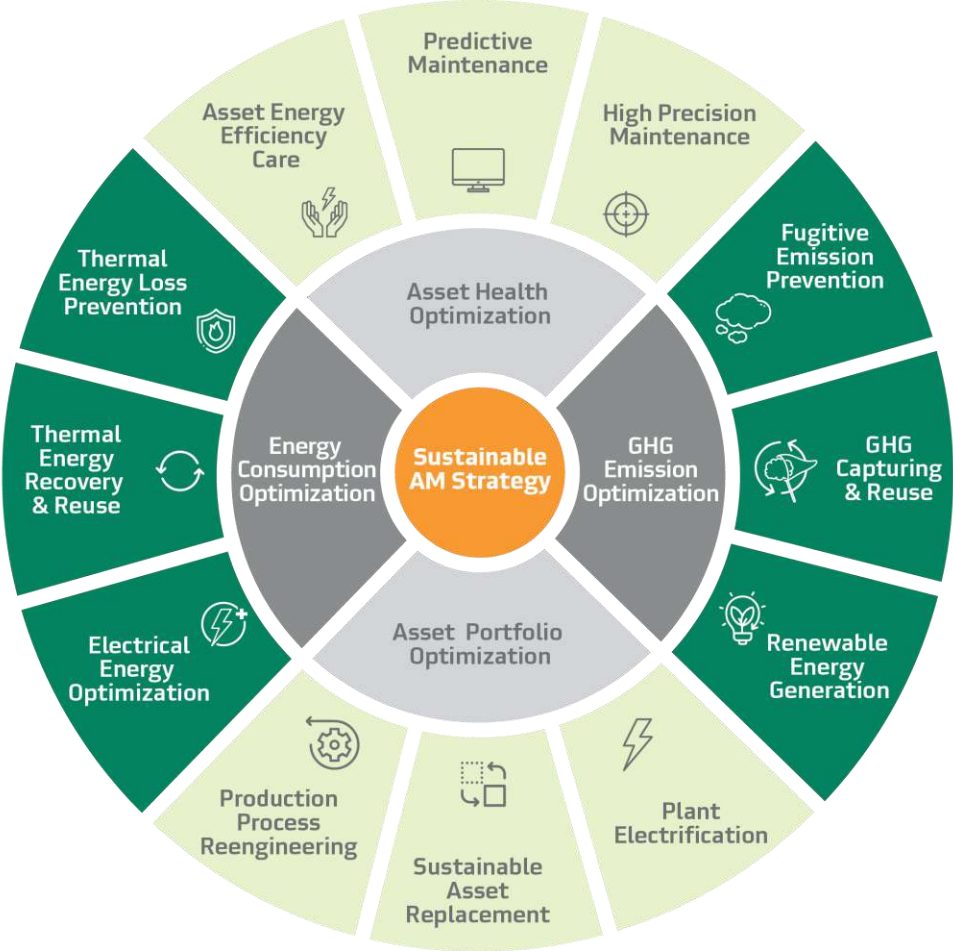 Predictive
Maintenance
High Precision
Maintenance
Fugitive
Emission
Prevention
GHG
Capturing
& Reuse
Renewable
Energy
Generation
Plant
Electrification
Sustainable
Asset
Replacement
Production
Process
Reengineering
Electrical
Energy
Optimization
Thermal
Energy
Recovery
& Reuse
Thermal
Energy Loss
Prevention
Asset Energy
Efficiency
Care
Asset Health
Optimization
GHG
Emission
Optimization
Asset Portfolio
Optimization
Energy
Consumption
Optimization
Sustainable
AM Strategy